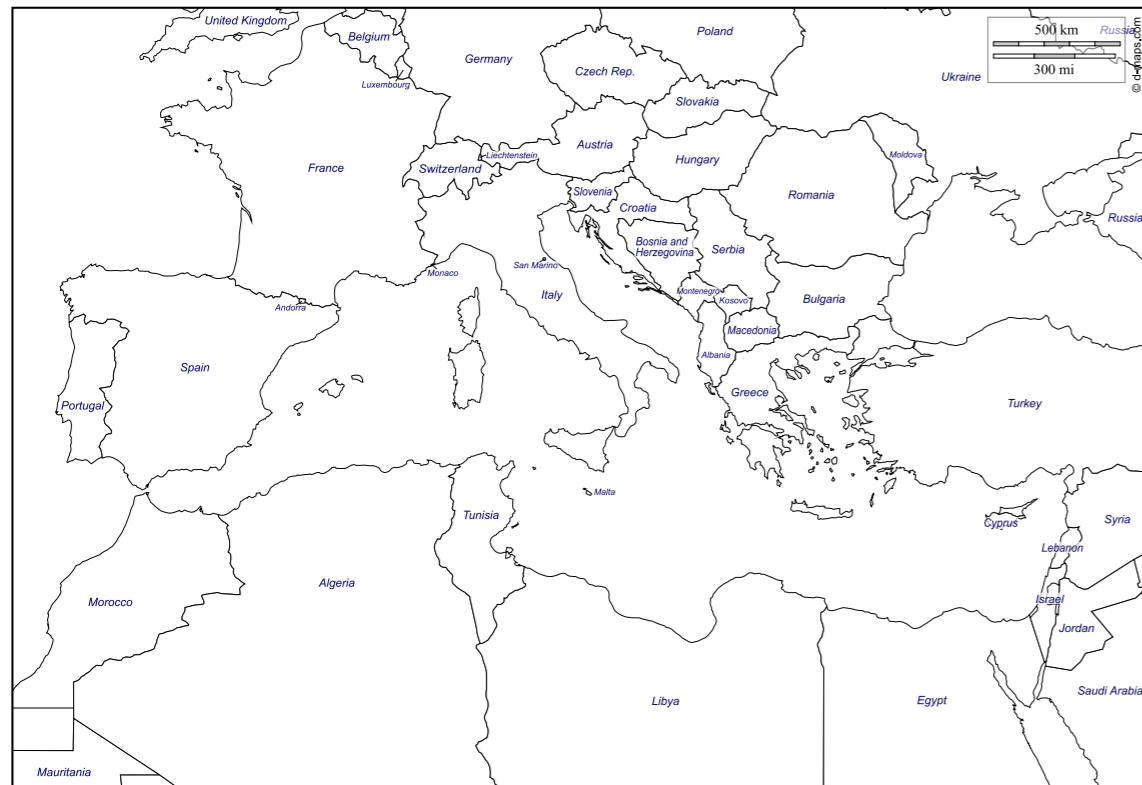 United Kingdom
Belgium
Poland
500 km
Russia
300 mi
© d-maps.com
Germany
Czech Rep.
Ukraine
Luxembourg
Slovakia
Austria
Liechtenstein
Hungary
Moldova
France
Switzerland
Slovenia
Romania
Croatia
Russia
Bosnia and
Herzegovina
Serbia
San Marino
Monaco
Italy
Montenegro
Kosovo
Bulgaria
Andorra
Macedonia
Albania
Spain
Greece
Portugal
Turkey
Malta
Tunisia
Cyprus
Syria
Lebanon
Algeria
Morocco
Israel
Jordan
Saudi Arabia
Libya
Egypt
Mauritania